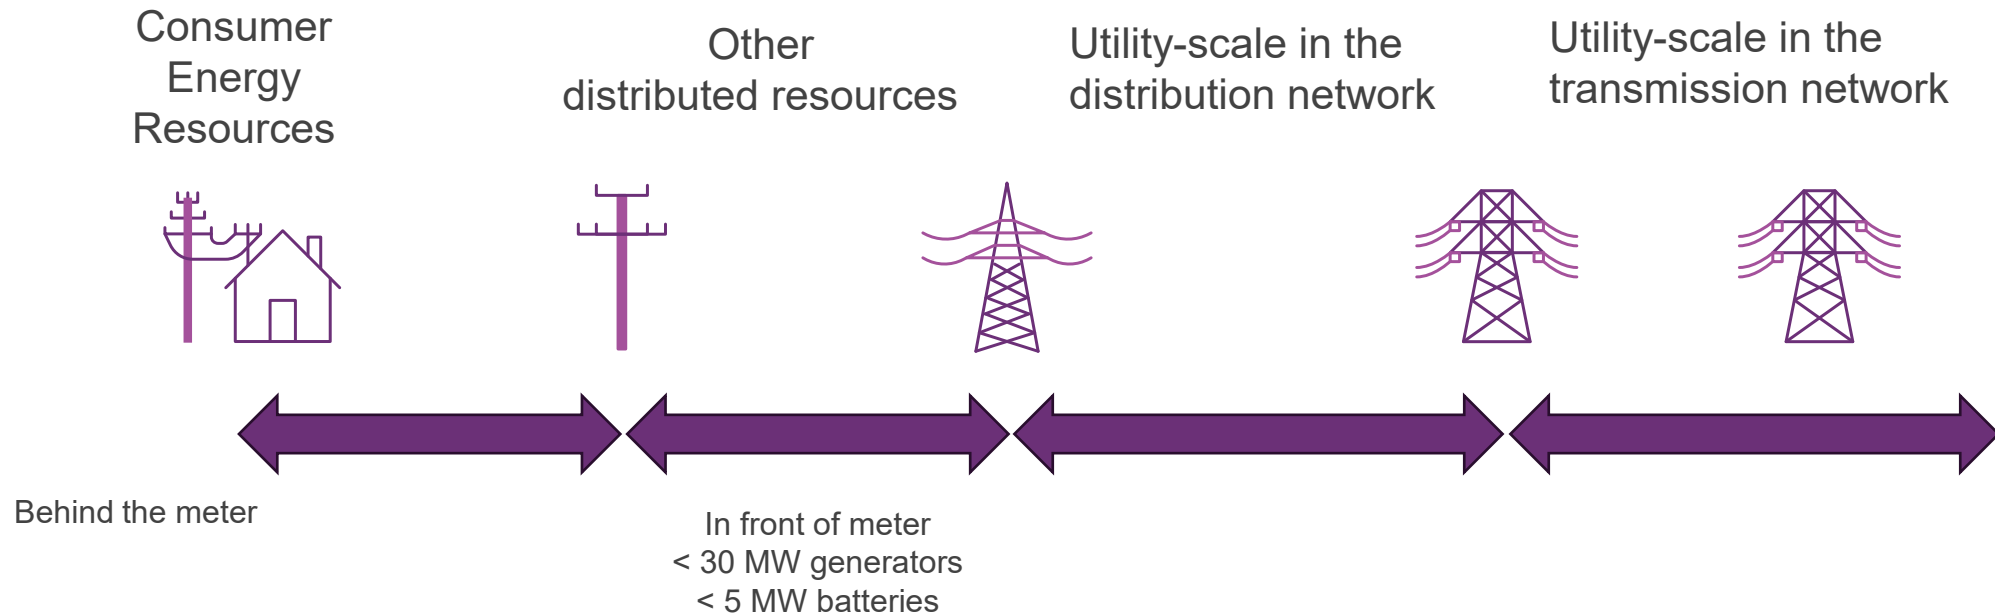 Consumer
Energy
Resources
Other
distributed resources
Utility-scale in the
distribution network
Utility-scale in the
transmission network
Behind the meter
In front of meter
< 30 MW generators
< 5 MW batteries